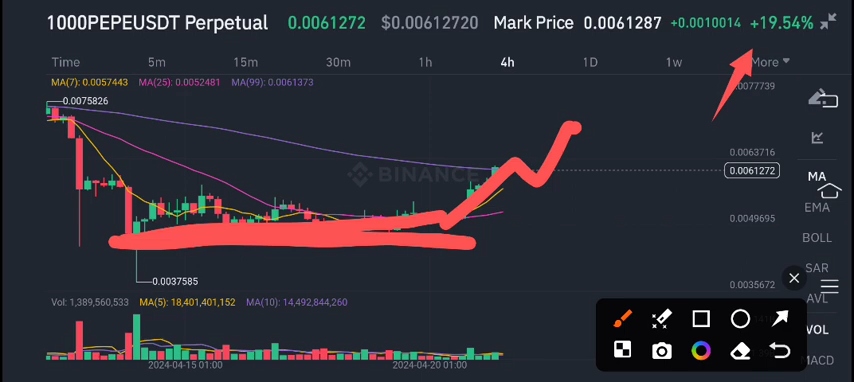 1000PEPEUSDT Perpetual 0.0061272 $0.00612720 Mark Price 0.0061287 +0.0010014 +19.54%
Time 5m 15m 30m 1h 4h 1D 1w More
MA(7): 0.0057443 MA(25): 0.0052481 MA(99): 0.0061373
0.0077739
0.0075826
0.0063716
0.0061272
BINANCE
MA
EMA
0.0049695
BOLL
SAR
0.0037585
0.0035672
AVL
Vol: 1,389,560,533 MA(5): 18,401,401,152 MA(10): 14,492,844,260
VOL
MACD
2024-04-15 01:00 2024-04-20 01:00